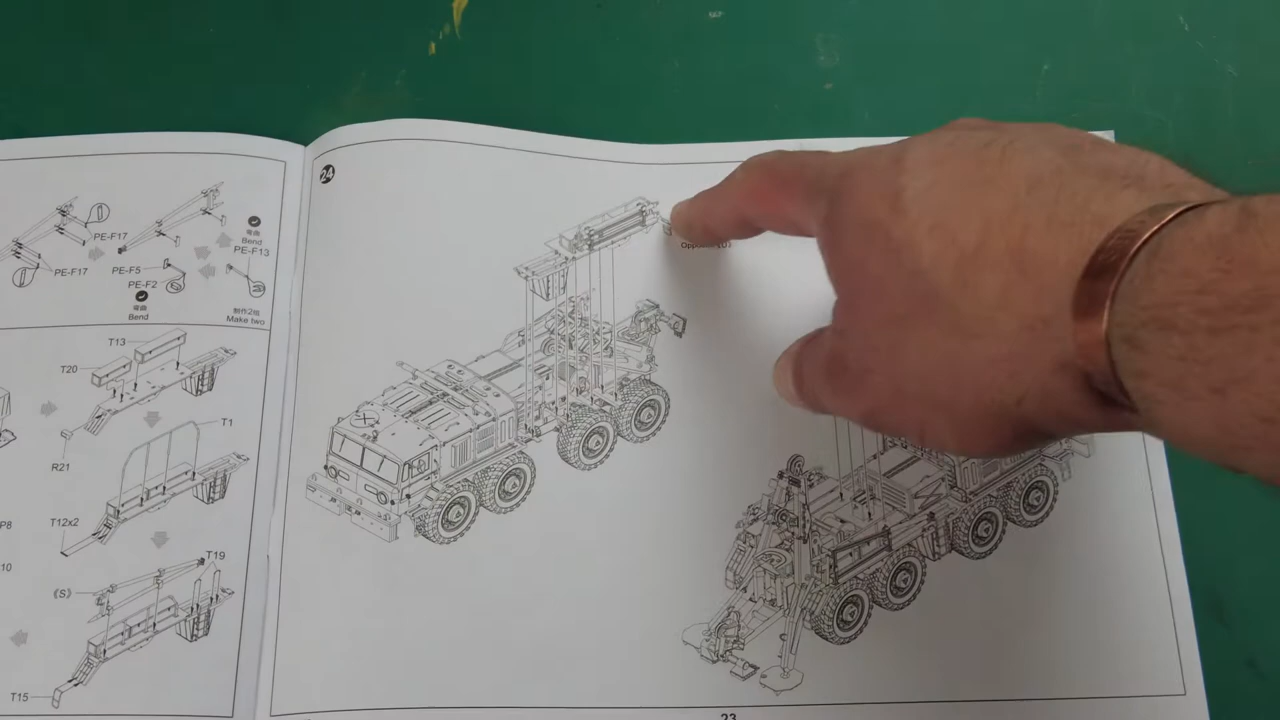 PE-F17
PE-F17
弯曲
Bend
PE-F13
PE-F5
PE-F2
弯曲
Bend
制作2组
Make two
T13
T20
R21
T1
T12x2
P8
10
T19
《S》
T15
24
23